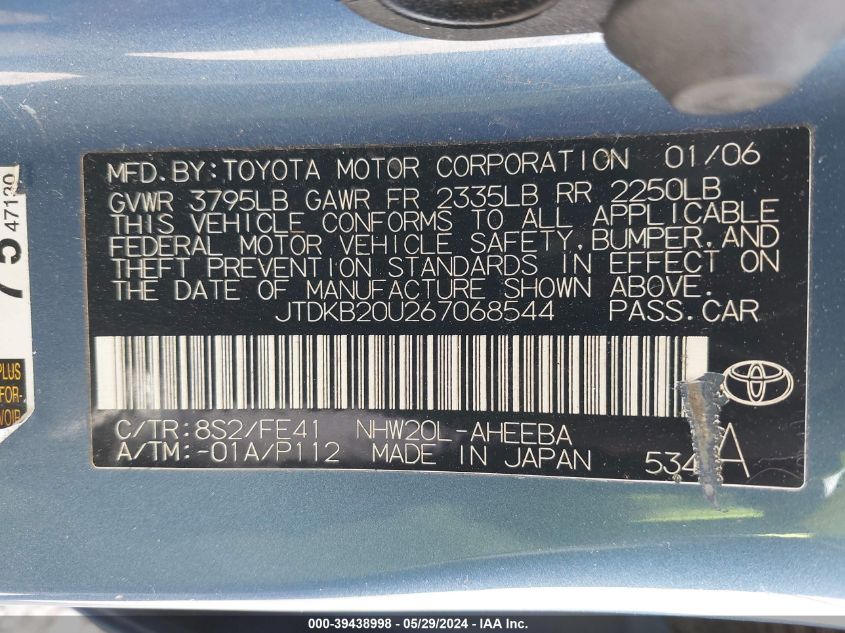 MFD.BY:TOYOTA MOTOR CORPORATION 01/06
GVWR 3795LB GAWR FR 2335LB RR 2250LB
THIS VEHICLE CONFORMS TO ALL APPLICABLE
FEDERAL MOTOR VEHICLE SAFETY,BUMPER,AND
THEFT PREVENTION STANDARDS IN EFFECT ON
THE DATE OF MANUFACTURE SHOWN ABOVE.
JTDKB20U267068544 PASS.CAR
C/TR:8S2/FE41 NHW20L-AHEEBA
A/TM:-01A/P112 MADE IN JAPAN 534 A
75
PLUS
000-39438998 - 05/29/2024 - IAA Inc.